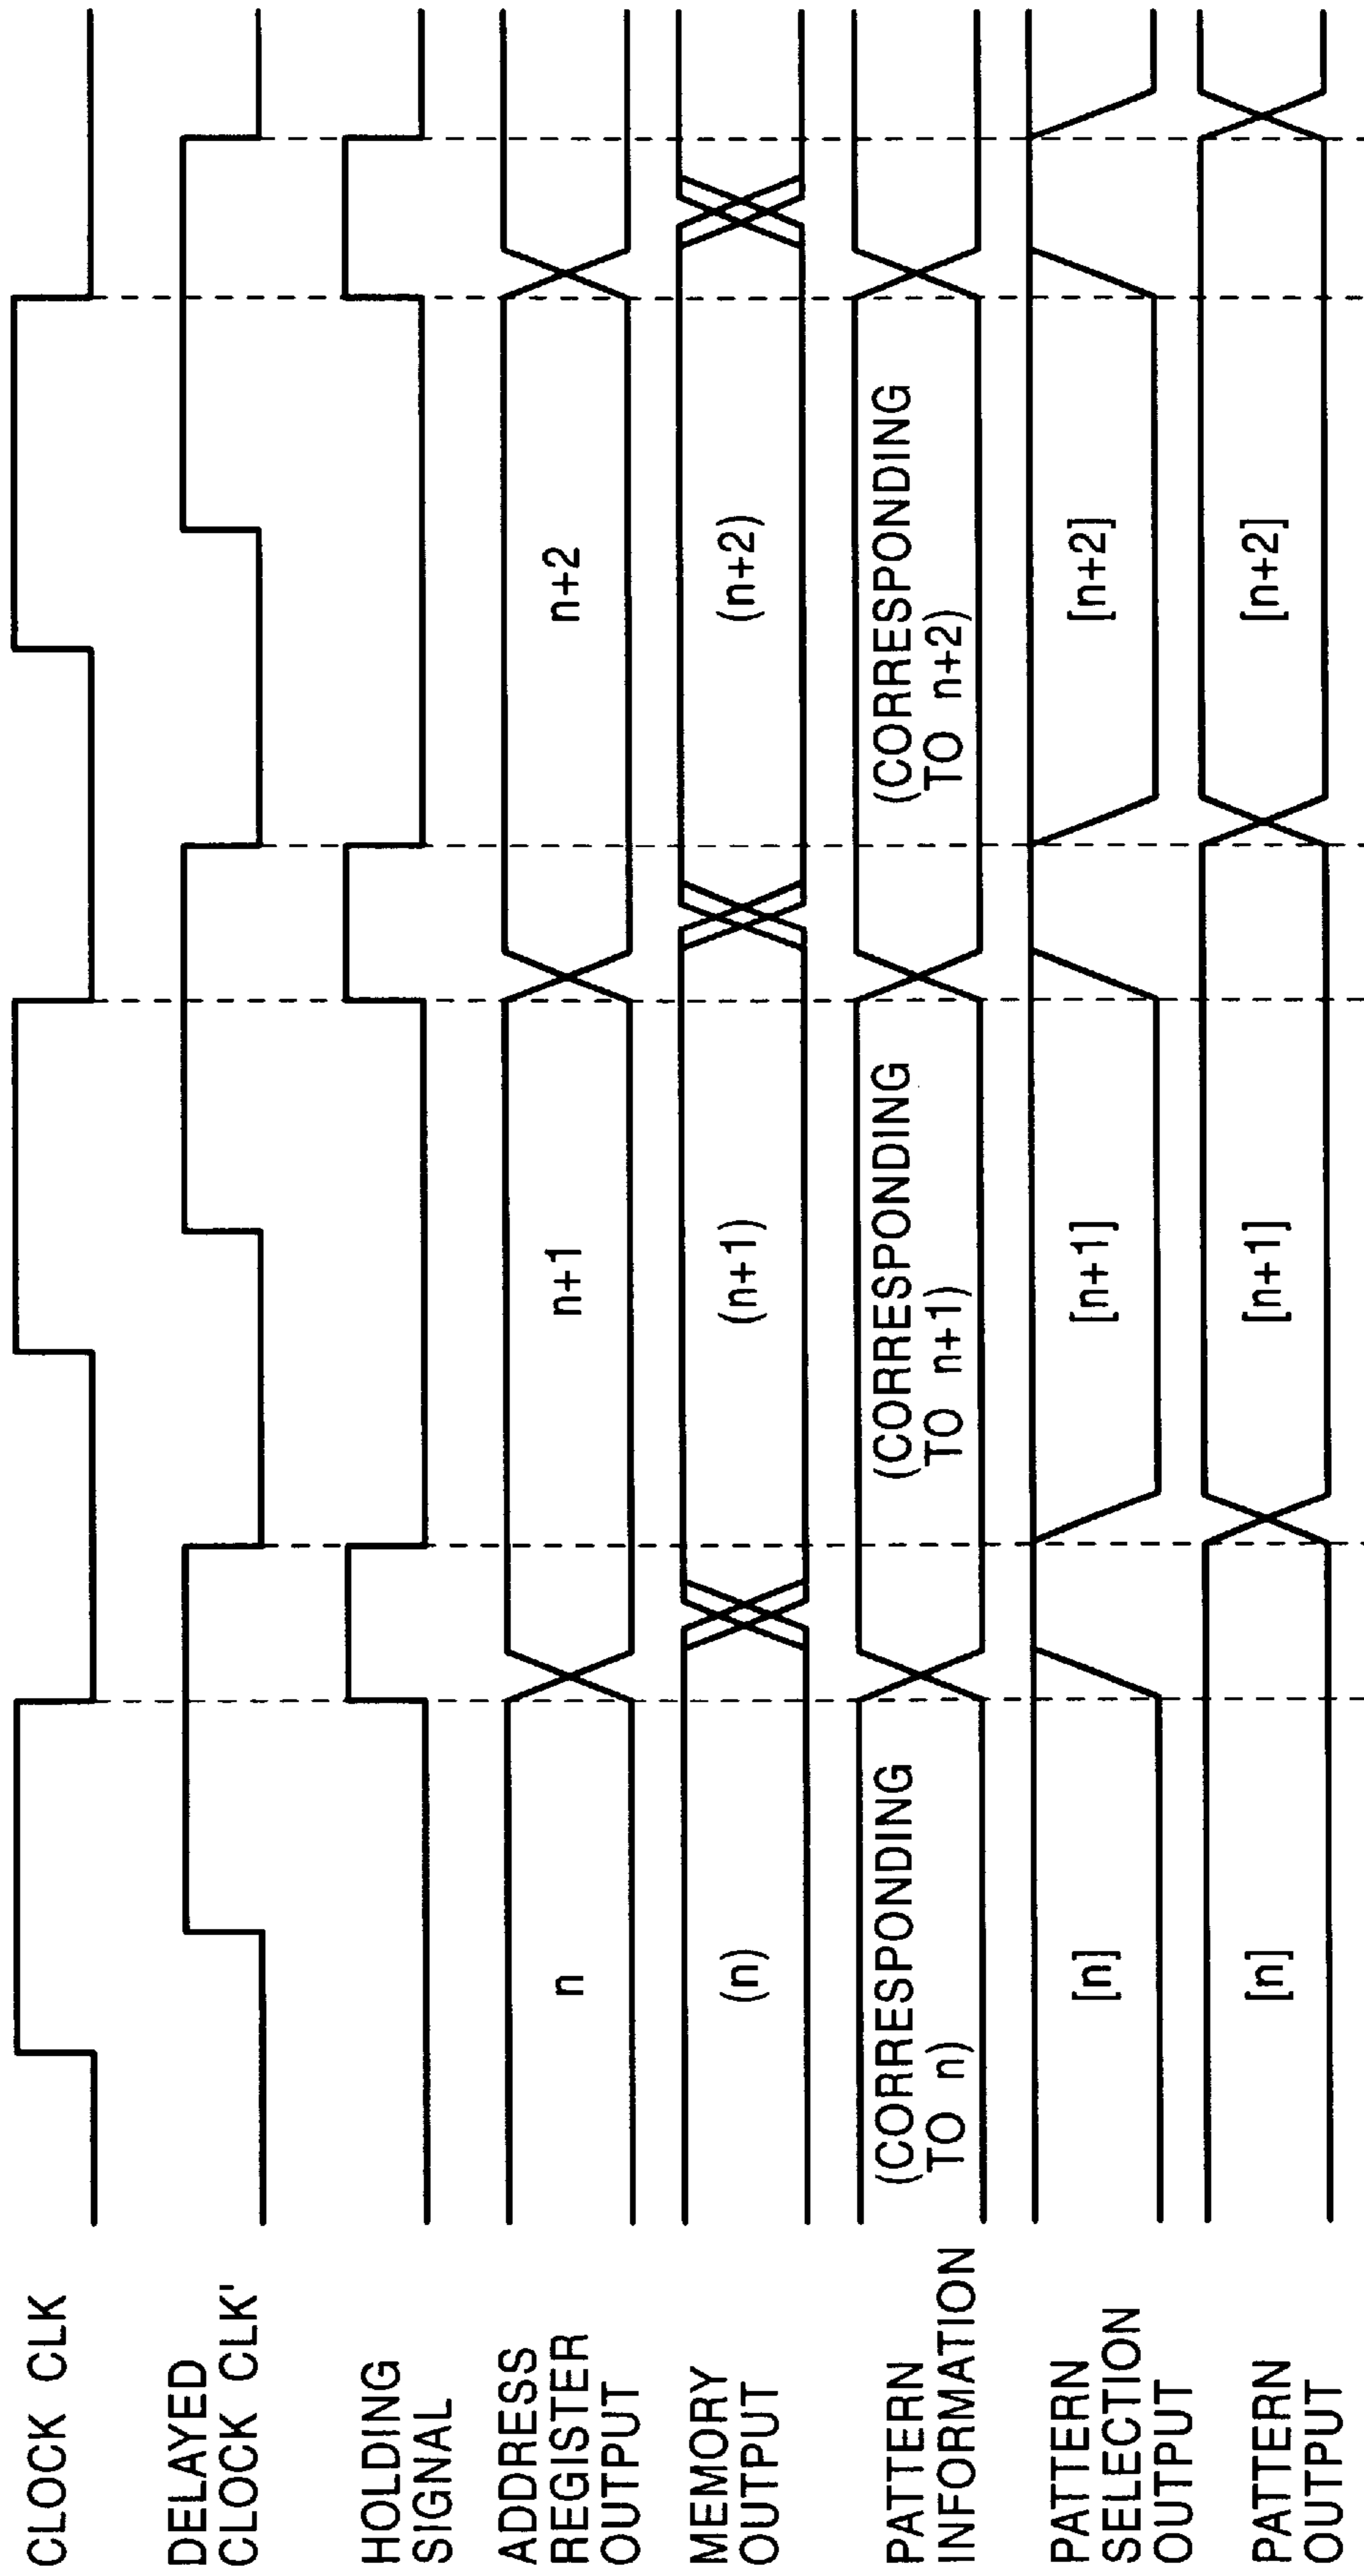 CLOCK CLK
DELAYED
CLOCK CLK'
HOLDING
SIGNAL
ADDRESS
REGISTER
OUTPUT
n
n+1
n+2
MEMORY
OUTPUT
(n)
(n+1)
(n+2)
PATTERN
INFORMATION
(CORRESPONDING
TO n)
(CORRESPONDING
TO n+1)
(CORRESPONDING
TO n+2)
PATTERN
SELECTION
OUTPUT
[n]
[n+1]
[n+2]
PATTERN
OUTPUT
[n]
[n+1]
[n+2]